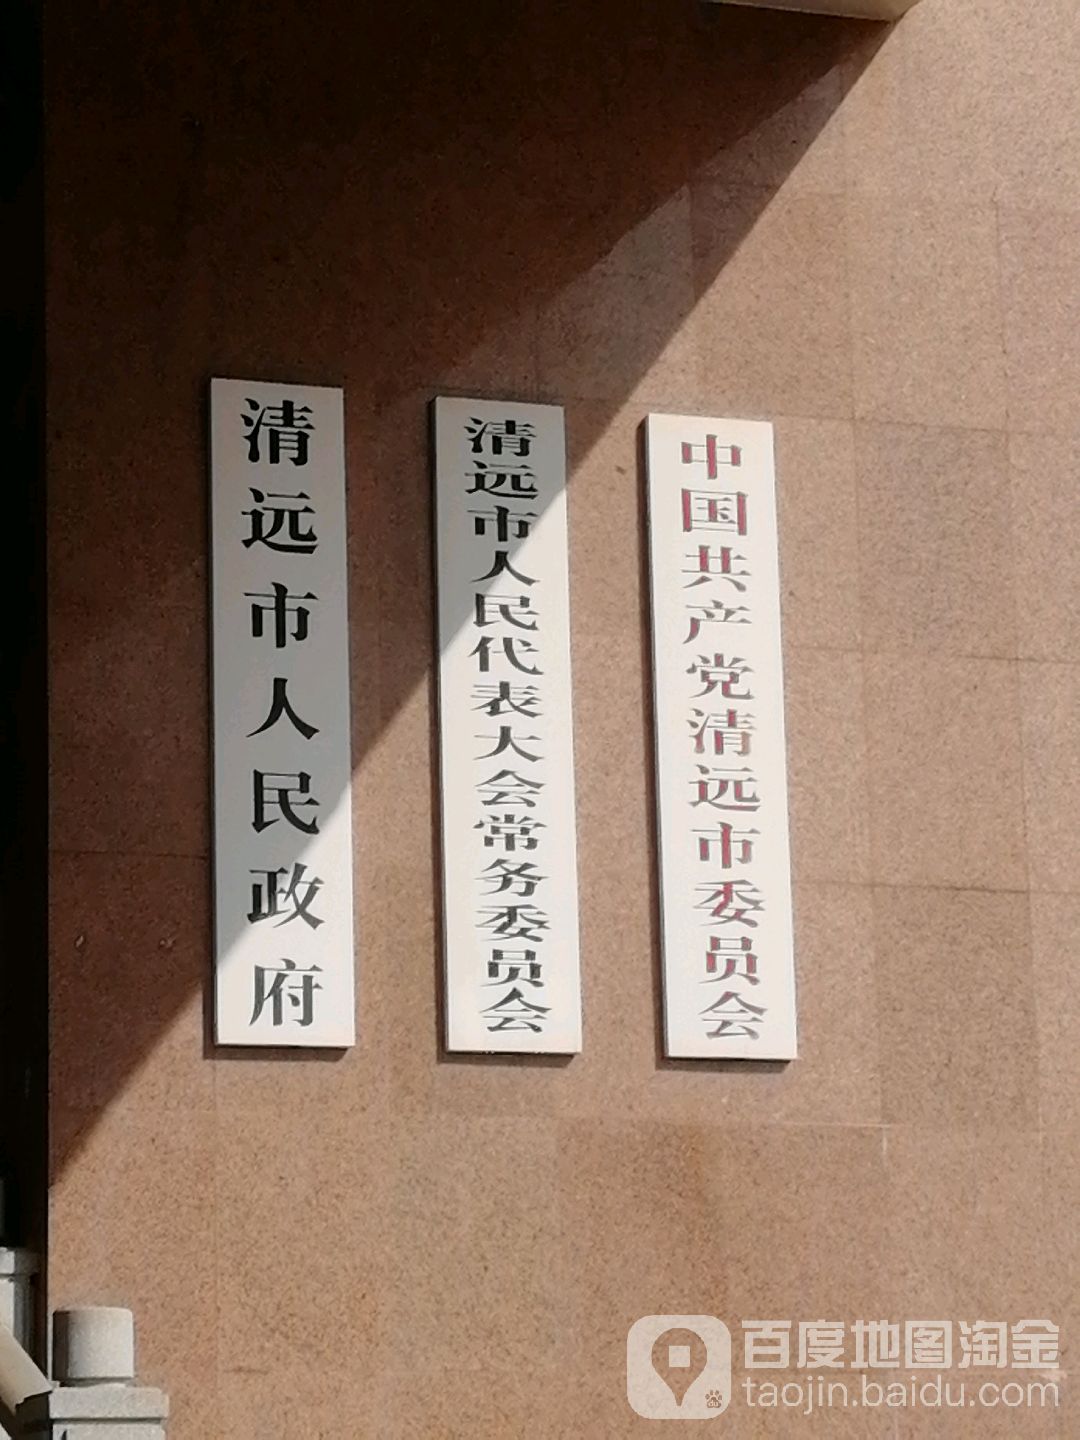 中国共产党清远市委员会
清远市人民代表大会常务委员会
清远市人民政府
百度地图淘金
taojin.baidu.com